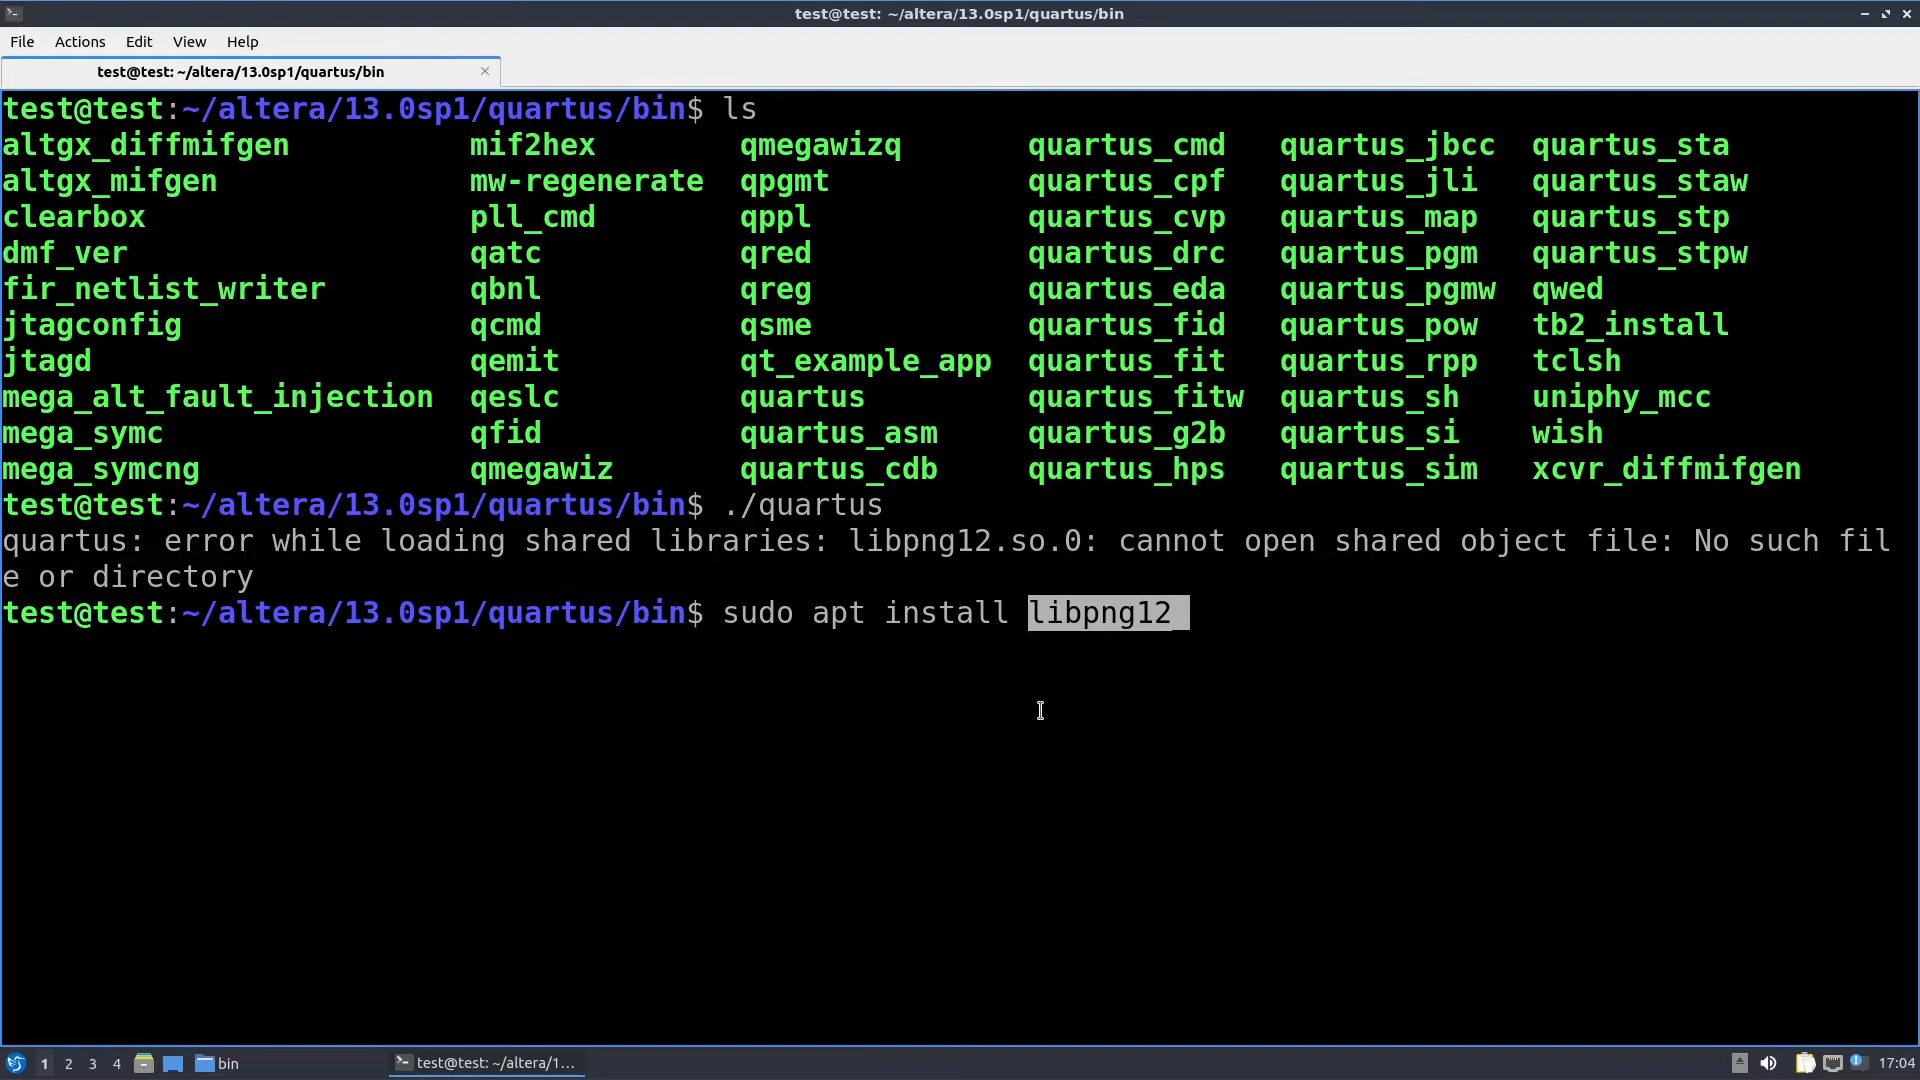 test@test: ~/altera/13.0sp1/quartus/bin
File Actions Edit View Help
test@test: ~/altera/13.0sp1/quartus/bin
test@test:~/altera/13.0sp1/quartus/bin$ ls
altgx_diffmifgen mif2hex qmegawizq quartus_cmd quartus_jbcc quartus_sta
altgx_mifgen mw-regenerate qpgmt quartus_cpf quartus_jli quartus_staw
clearbox pll_cmd qppl quartus_cvp quartus_map quartus_stp
dmf_ver qatc qred quartus_drc quartus_pgm quartus_stpw
fir_netlist_writer qbnl qreg quartus_eda quartus_pgmw qwed
jtagconfig qcmd qsme quartus_fid quartus_pow tb2_install
jtagd qemit qt_example_app quartus_fit quartus_rpp tclsh
mega_alt_fault_injection qeslc quartus quartus_fitw quartus_sh uniphy_mcc
mega_symc qfid quartus_asm quartus_g2b quartus_si wish
mega_symcng qmegawiz quartus_cdb quartus_hps quartus_sim xcvr_diffmifgen
test@test:~/altera/13.0sp1/quartus/bin$ ./quartus
quartus: error while loading shared libraries: libpng12.so.0: cannot open shared object file: No such fil
e or directory
test@test:~/altera/13.0sp1/quartus/bin$ sudo apt install libpng12
1 2 3 4 bin test@test: ~/altera/1... 17:04